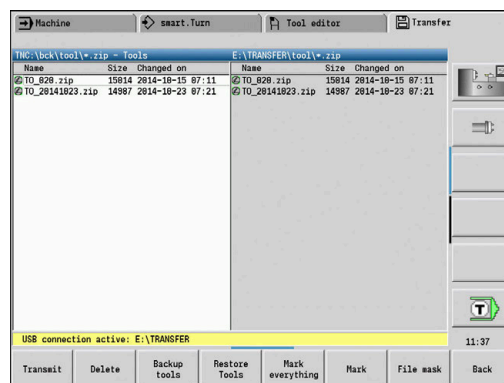 Machine smart.Turn Tool editor Transfer
TNC:\bck\tool\*.zip - Tools E:\TRANSFER\tool\*.zip
Name Size Changed on Name Size Changed on
TO_820.zip 15014 2014-10-15 07:11 TO_820.zip 15014 2014-10-15 07:11
TO_20141023.zip 14987 2014-10-23 07:21 TO_20141023.zip 14987 2014-10-23 07:21
T
USB connection active: E:\TRANSFER
11:37
Transmit Delete Backup tools Restore Tools Mark everything Mark File mask Back